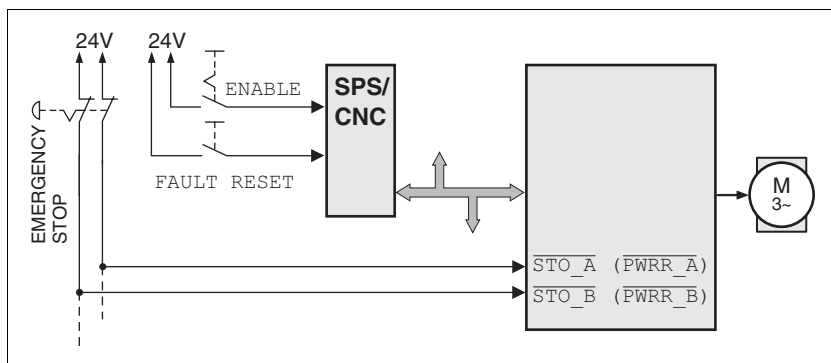 24V 24V
ENABLE
SPS/
CNC
FAULT RESET
EMERGENCY
STOP
M
3~
STO_A (PWRR_A)
STO_B (PWRR_B)